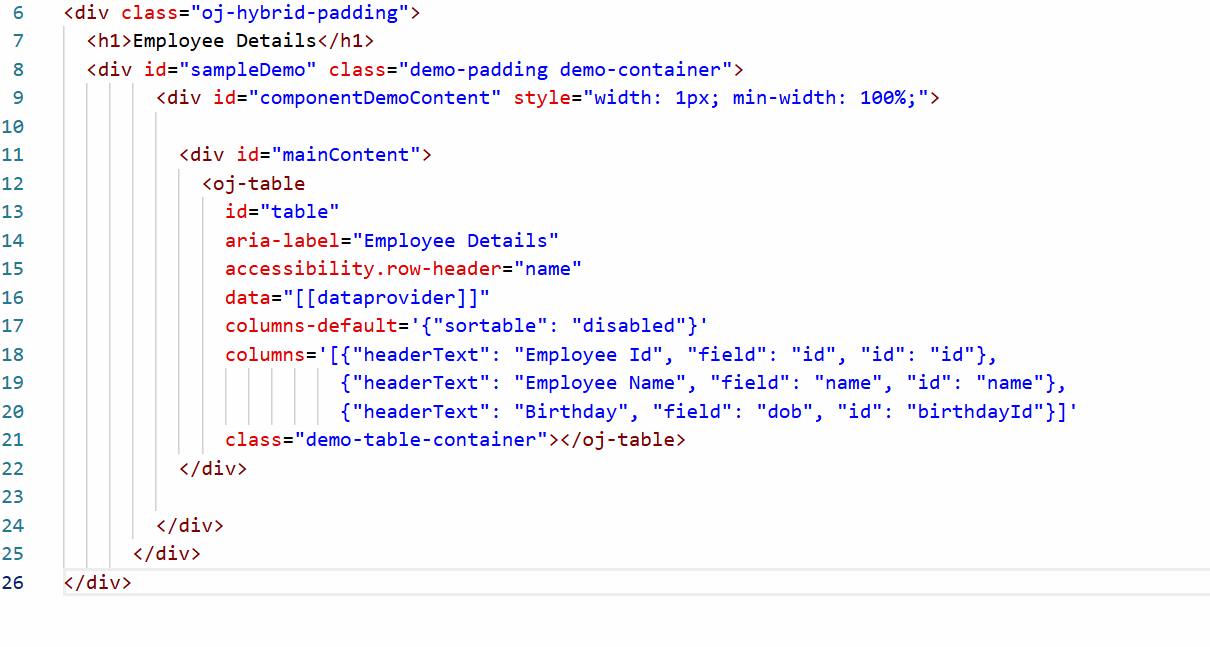 6 <div class="oj-hybrid-padding">
7 <h1>Employee Details</h1>
8 <div id="sampleDemo" class="demo-padding demo-container">
9 <div id="componentDemoContent" style="width: 1px; min-width: 100%;">
10
11 <div id="mainContent">
12 <oj-table
13 id="table"
14 aria-label="Employee Details"
15 accessibility.row-header="name"
16 data="[[dataprovider]]"
17 columns-default='{"sortable": "disabled"}'
18 columns='[{"headerText": "Employee Id", "field": "id", "id": "id"},
19 {"headerText": "Employee Name", "field": "name", "id": "name"},
20 {"headerText": "Birthday", "field": "dob", "id": "birthdayId"}]'
21 class="demo-table-container"></oj-table>
22 </div>
23
24 </div>
25 </div>
26 </div>